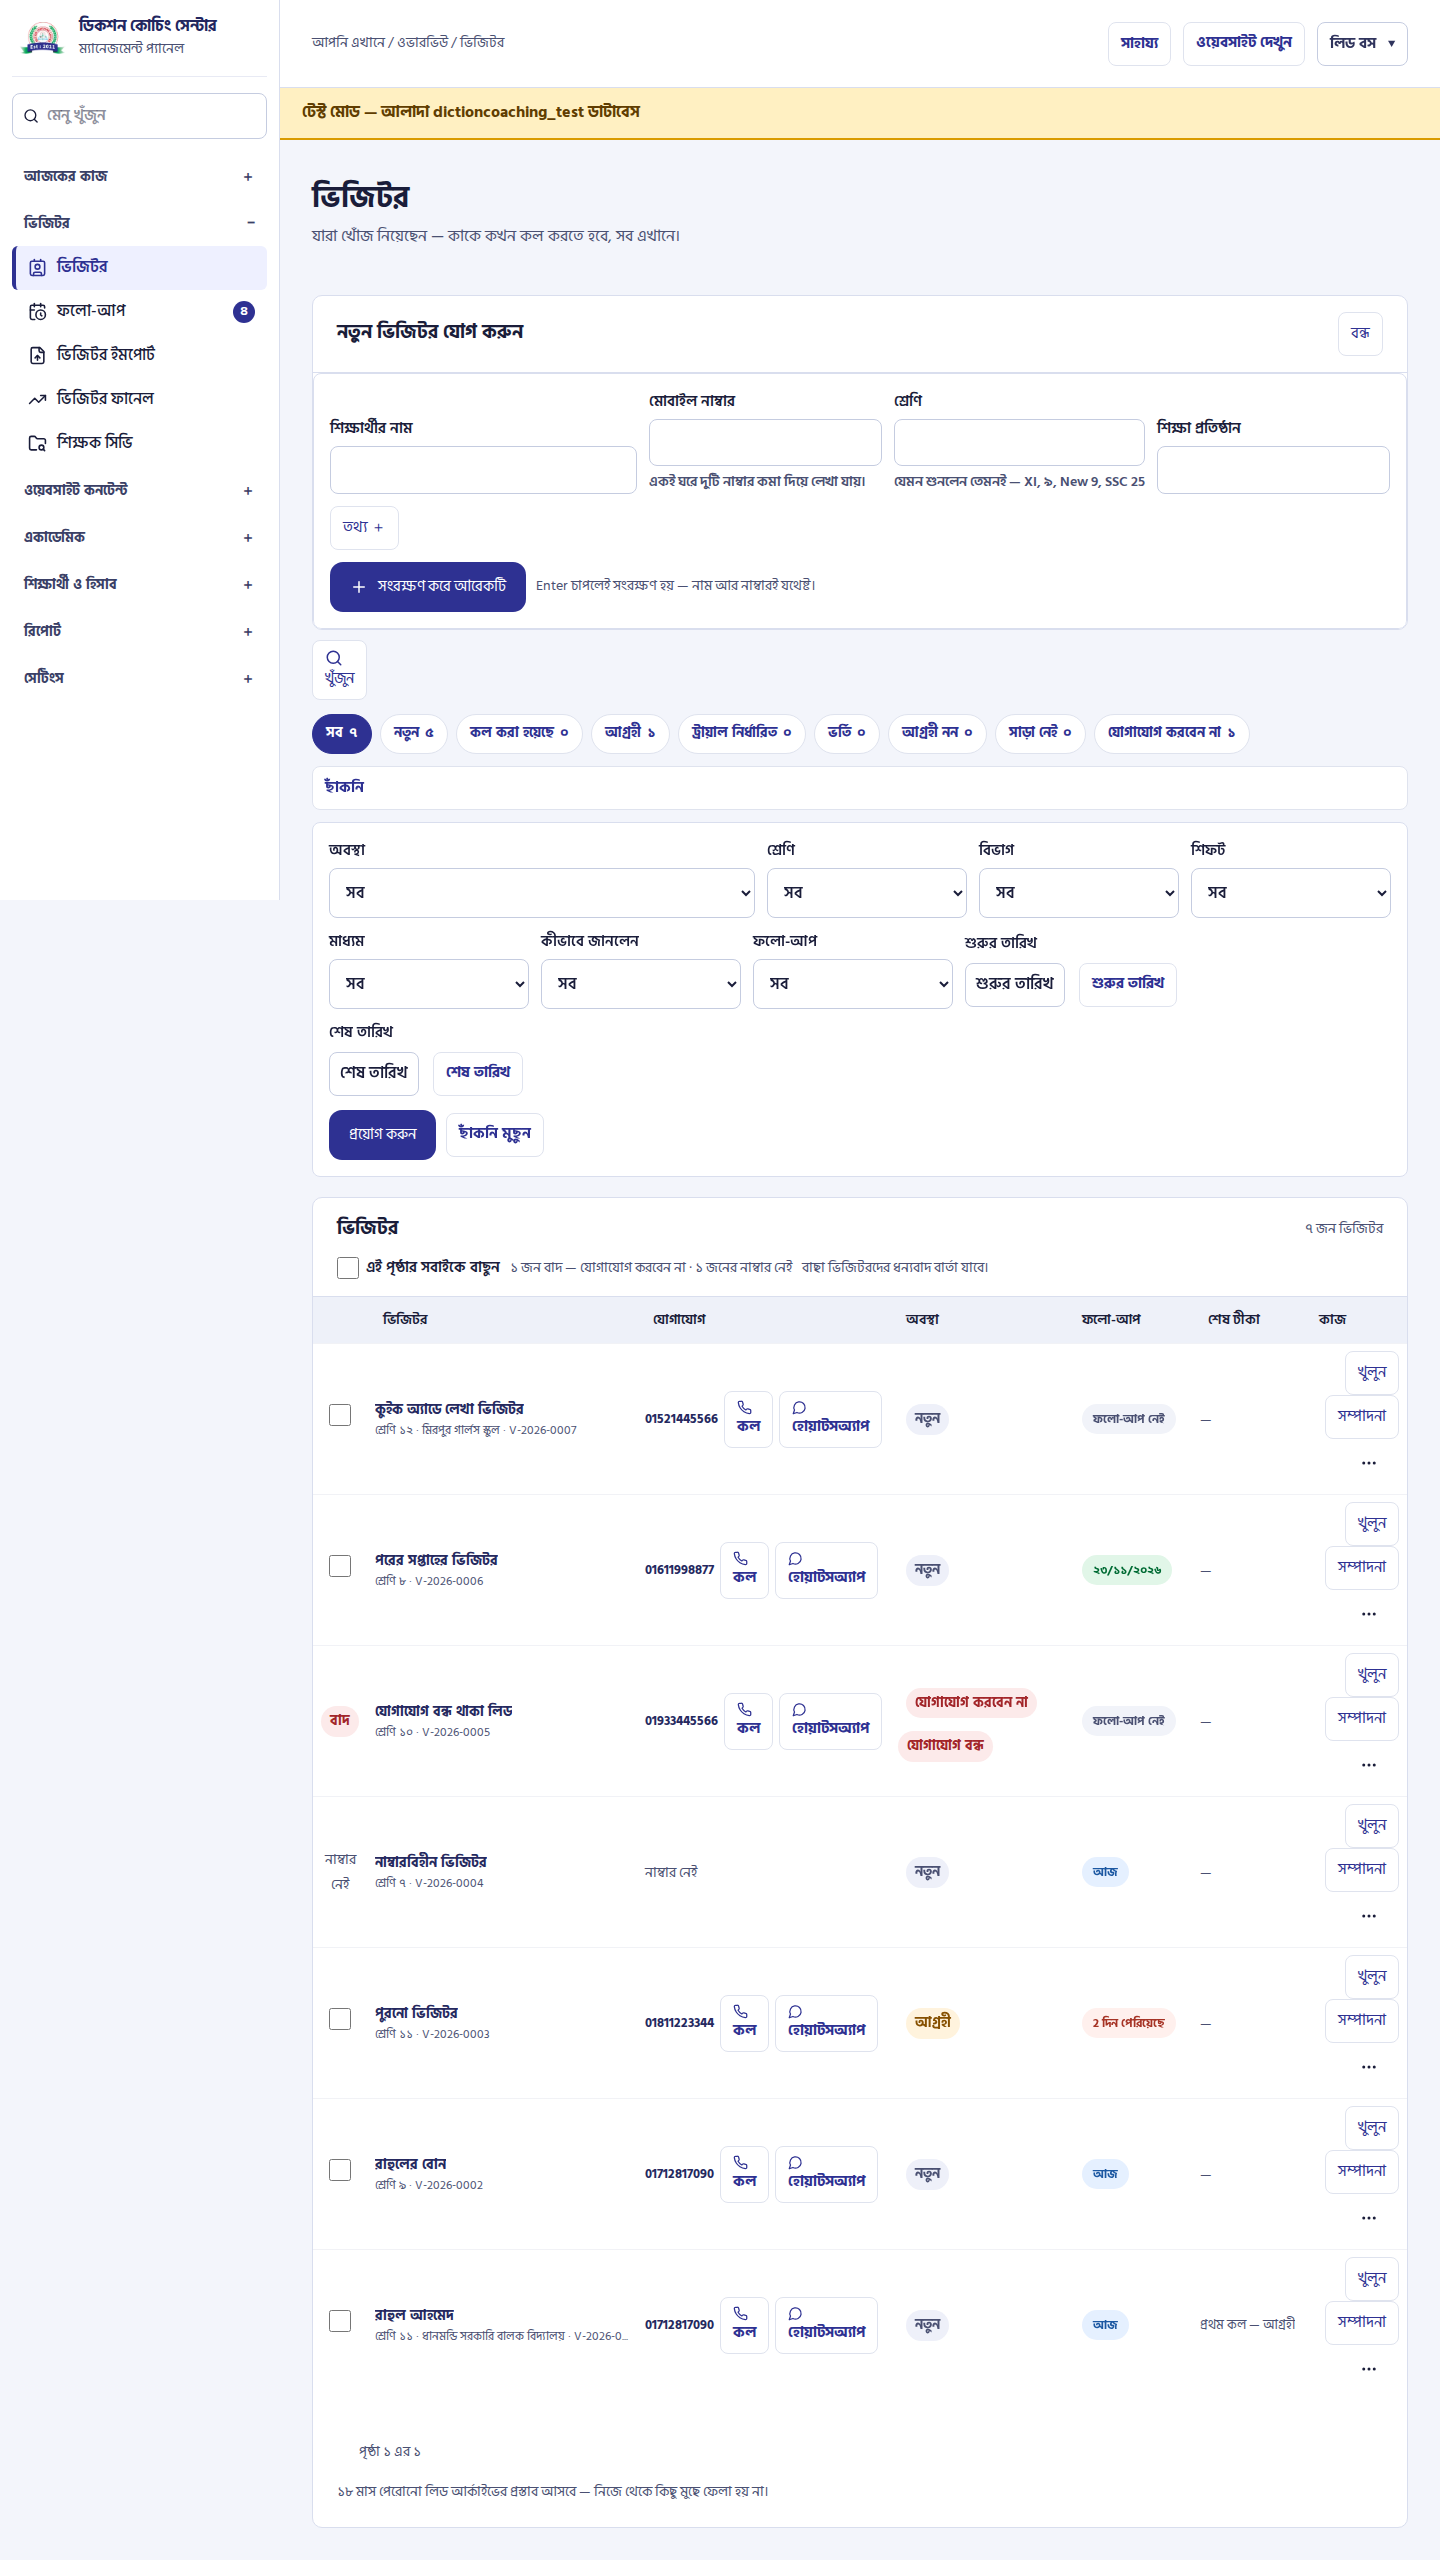 ডিকশন কোচিং সেন্টার
ম্যানেজমেন্ট প্যানেল
Est : 2011
মেনু খুঁজুন
আজকের কাজ +
ভিজিটর −
ভিজিটর
ফলো-আপ 8
ভিজিটর ইমপোর্ট
ভিজিটর ফানেল
শিক্ষক সিভি
ওয়েবসাইট কনটেন্ট +
একাডেমিক +
শিক্ষার্থী ও হিসাব +
রিপোর্ট +
সেটিংস +
আপনি এখানে / ওভারভিউ / ভিজিটর
সাহায্য ওয়েবসাইট দেখুন লিড বস ▾
টেস্ট মোড — আলাদা dictioncoaching_test ডাটাবেস
ভিজিটর
যারা খোঁজ নিয়েছেন — কাকে কখন কল করতে হবে, সব এখানে।
নতুন ভিজিটর যোগ করুন বন্ধ
শিক্ষার্থীর নাম মোবাইল নাম্বার শ্রেণি শিক্ষা প্রতিষ্ঠান
একই ঘরে দুটি নাম্বার কমা দিয়ে লেখা যায়। যেমন শুনলেন তেমনই — XI, ৯, New 9, SSC 25
তথ্য +
+ সংরক্ষণ করে আরেকটি Enter চাপলেই সংরক্ষণ হয় — নাম আর নাম্বারই যথেষ্ট।
খুঁজুন
সব ৭ নতুন ৫ কল করা হয়েছে ০ আগ্রহী ১ ট্রায়াল নির্ধারিত ০ ভর্তি ০ আগ্রহী নন ০ সাড়া নেই ০ যোগাযোগ করবেন না ১
ছাঁকনি
অবস্থা শ্রেণি বিভাগ শিফট
সব সব সব সব
মাধ্যম কীভাবে জানলেন ফলো-আপ শুরুর তারিখ
সব সব সব শুরুর তারিখ শুরুর তারিখ
শেষ তারিখ
শেষ তারিখ শেষ তারিখ
প্রয়োগ করুন ছাঁকনি মুছুন
ভিজিটর ৭ জন ভিজিটর
এই পৃষ্ঠার সবাইকে বাছুন ১ জন বাদ — যোগাযোগ করবেন না · ১ জনের নাম্বার নেই বাছা ভিজিটরদের ধন্যবাদ বার্তা যাবে।
ভিজিটর যোগাযোগ অবস্থা ফলো-আপ শেষ টীকা কাজ
কুইক অ্যাডে লেখা ভিজিটর
শ্রেণি ১২ · মিরপুর গার্লস স্কুল · V-2026-0007
01521445566 কল হোয়াটসঅ্যাপ নতুন ফলো-আপ নেই —
খুলুন
সম্পাদনা
...
পরের সপ্তাহের ভিজিটর
শ্রেণি ৮ · V-2026-0006
01611998877 কল হোয়াটসঅ্যাপ নতুন ২৩/১১/২০২৬ —
খুলুন
সম্পাদনা
...
বাদ
যোগাযোগ বন্ধ থাকা লিড
শ্রেণি ১০ · V-2026-0005
01933445566 কল হোয়াটসঅ্যাপ
যোগাযোগ করবেন না
যোগাযোগ বন্ধ
ফলো-আপ নেই —
খুলুন
সম্পাদনা
...
নাম্বার নেই
নাম্বারবিহীন ভিজিটর
শ্রেণি ৭ · V-2026-0004
নাম্বার নেই নতুন আজ —
খুলুন
সম্পাদনা
...
পুরনো ভিজিটর
শ্রেণি ১১ · V-2026-0003
01811223344 কল হোয়াটসঅ্যাপ আগ্রহী 2 দিন পেরিয়েছে —
খুলুন
সম্পাদনা
...
রাহুলের বোন
শ্রেণি ৯ · V-2026-0002
01712817090 কল হোয়াটসঅ্যাপ নতুন আজ —
খুলুন
সম্পাদনা
...
রাহুল আহমেদ
শ্রেণি ১১ · ধানমন্ডি সরকারি বালক বিদ্যালয় · V-2026-0...
01712817090 কল হোয়াটসঅ্যাপ নতুন আজ প্রথম কল — আগ্রহী
খুলুন
সম্পাদনা
...
পৃষ্ঠা ১ এর ১
১৮ মাস পেরোনো লিড আর্কাইভের প্রস্তাব আসবে — নিজে থেকে কিছু মুছে ফেলা হয় না।